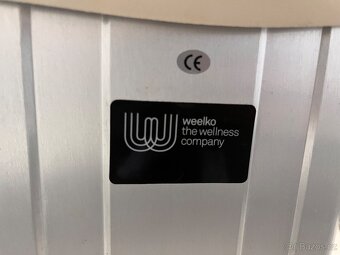 CE
weelko
the wellness
company